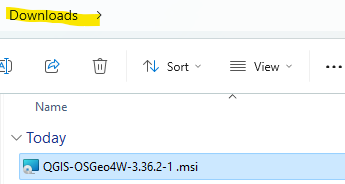 Downloads
Sort
View
Name
Today
QGIS-OSGeo4W-3.36.2-1 .msi